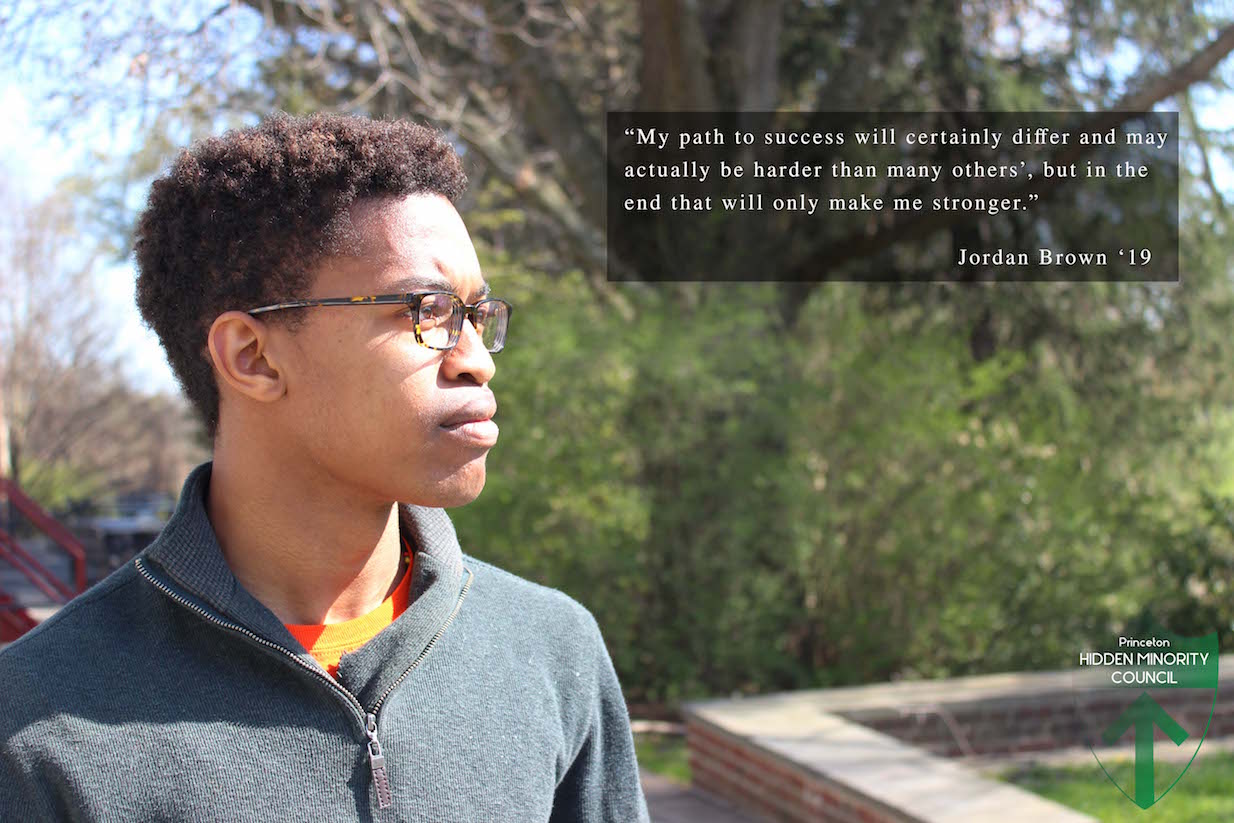 “My path to success will certainly differ and may
actually be harder than many others’, but in the
end that will only make me stronger.”
Jordan Brown ‘19
Princeton
HIDDEN MINORITY
COUNCIL